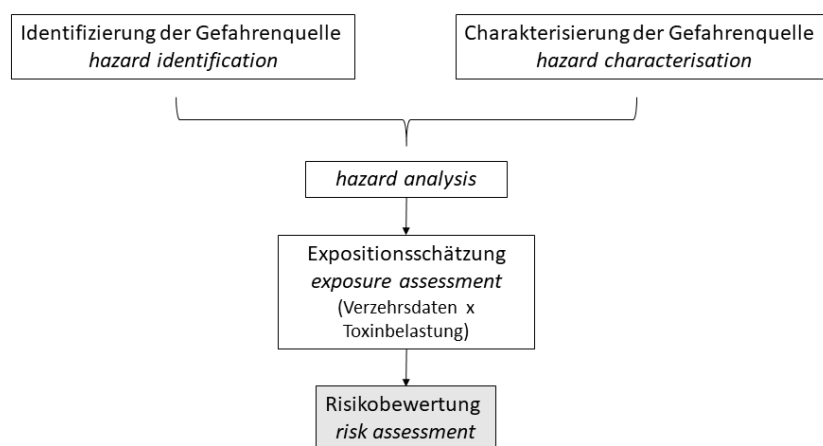 Identifizierung der Gefahrenquelle
hazard identification
Charakterisierung der Gefahrenquelle
hazard characterisation
hazard analysis
Expositionsschätzung
exposure assessment
(Verzehrsdaten x
Toxinbelastung)
Risikobewertung
risk assessment